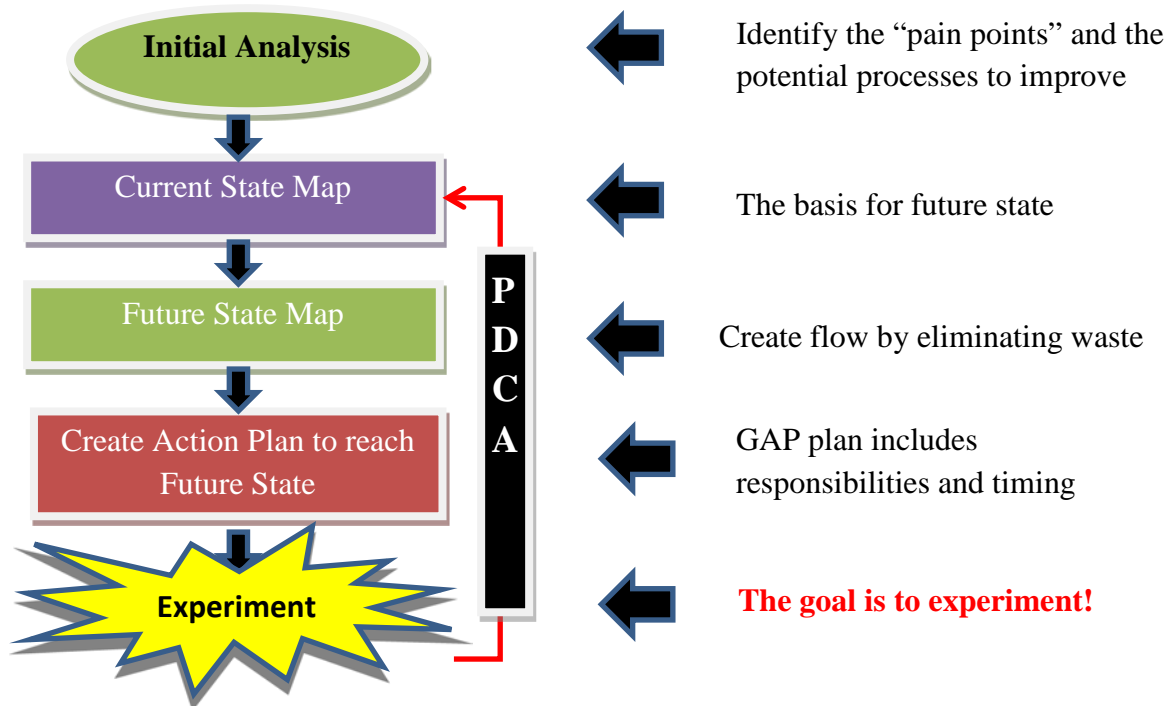 Initial Analysis
Identify the “pain points” and the
potential processes to improve
Current State Map
The basis for future state
Future State Map
Create flow by eliminating waste
Create Action Plan to reach
Future State
GAP plan includes
responsibilities and timing
Experiment
The goal is to experiment!
P
D
C
A